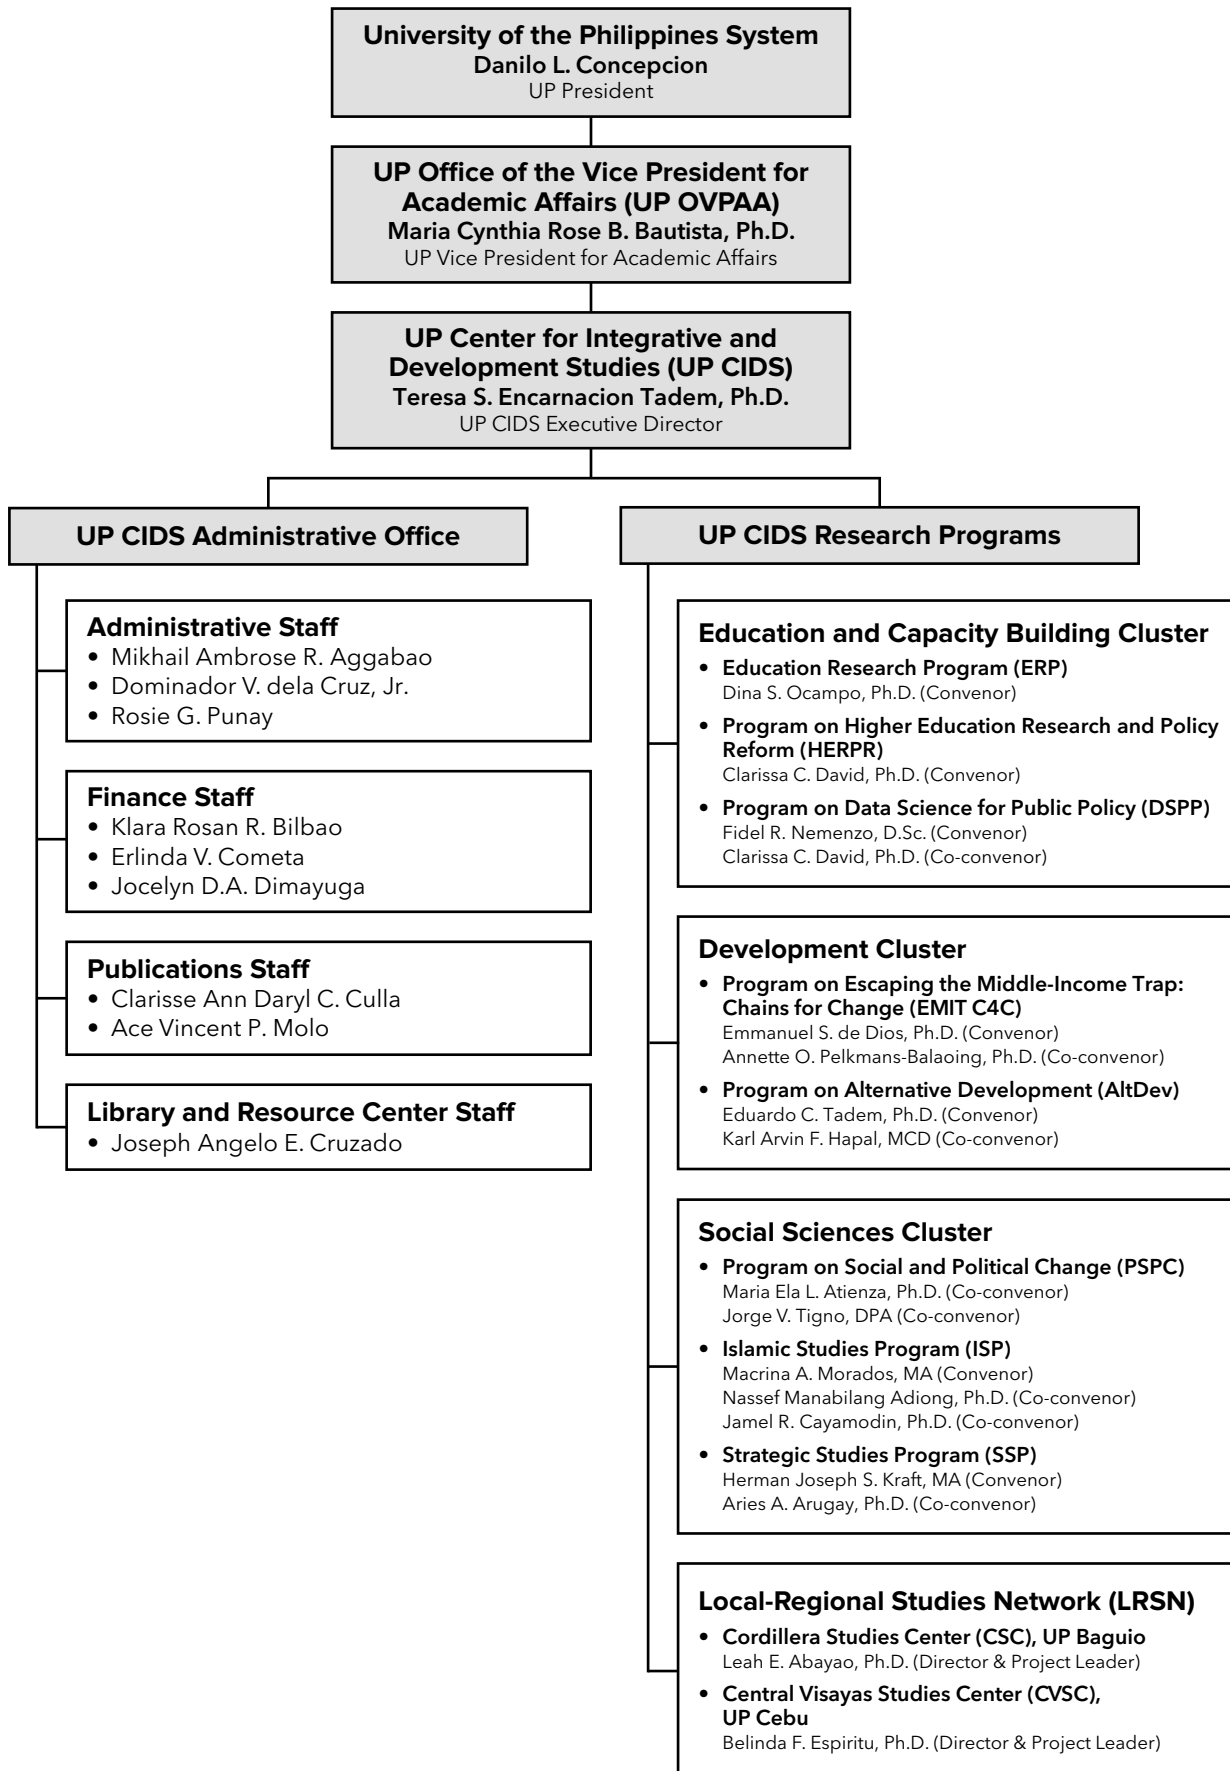 University of the Philippines System
Danilo L. Concepcion
UP President
UP Office of the Vice President for
Academic Affairs (UP OVPAA)
Maria Cynthia Rose B. Bautista, Ph.D.
UP Vice President for Academic Affairs
UP Center for Integrative and
Development Studies (UP CIDS)
Teresa S. Encarnacion Tadem, Ph.D.
UP CIDS Executive Director
UP CIDS Administrative Office
Administrative Staff
• Mikhail Ambrose R. Aggabao
• Dominador V. dela Cruz, Jr.
• Rosie G. Punay
Finance Staff
• Klara Rosan R. Bilbao
• Erlinda V. Cometa
• Jocelyn D.A. Dimayuga
Publications Staff
• Clarisse Ann Daryl C. Culla
• Ace Vincent P. Molo
Library and Resource Center Staff
• Joseph Angelo E. Cruzado
UP CIDS Research Programs
Education and Capacity Building Cluster
• Education Research Program (ERP)
Dina S. Ocampo, Ph.D. (Convenor)
• Program on Higher Education Research and Policy
Reform (HERPR)
Clarissa C. David, Ph.D. (Convenor)
• Program on Data Science for Public Policy (DSPP)
Fidel R. Nemenzo, D.Sc. (Convenor)
Clarissa C. David, Ph.D. (Co-convenor)
Development Cluster
• Program on Escaping the Middle-Income Trap:
Chains for Change (EMIT C4C)
Emmanuel S. de Dios, Ph.D. (Convenor)
Annette O. Pelkmans-Balaoing, Ph.D. (Co-convenor)
• Program on Alternative Development (AltDev)
Eduardo C. Tadem, Ph.D. (Convenor)
Karl Arvin F. Hapal, MCD (Co-convenor)
Social Sciences Cluster
• Program on Social and Political Change (PSPC)
Maria Ela L. Atienza, Ph.D. (Co-convenor)
Jorge V. Tigno, DPA (Co-convenor)
• Islamic Studies Program (ISP)
Macrina A. Morados, MA (Convenor)
Nassef Manabilang Adiong, Ph.D. (Co-convenor)
Jamel R. Cayamodin, Ph.D. (Co-convenor)
• Strategic Studies Program (SSP)
Herman Joseph S. Kraft, MA (Convenor)
Aries A. Arugay, Ph.D. (Co-convenor)
Local-Regional Studies Network (LRSN)
• Cordillera Studies Center (CSC), UP Baguio
Leah E. Abayao, Ph.D. (Director & Project Leader)
• Central Visayas Studies Center (CVSC),
UP Cebu
Belinda F. Espiritu, Ph.D. (Director & Project Leader)